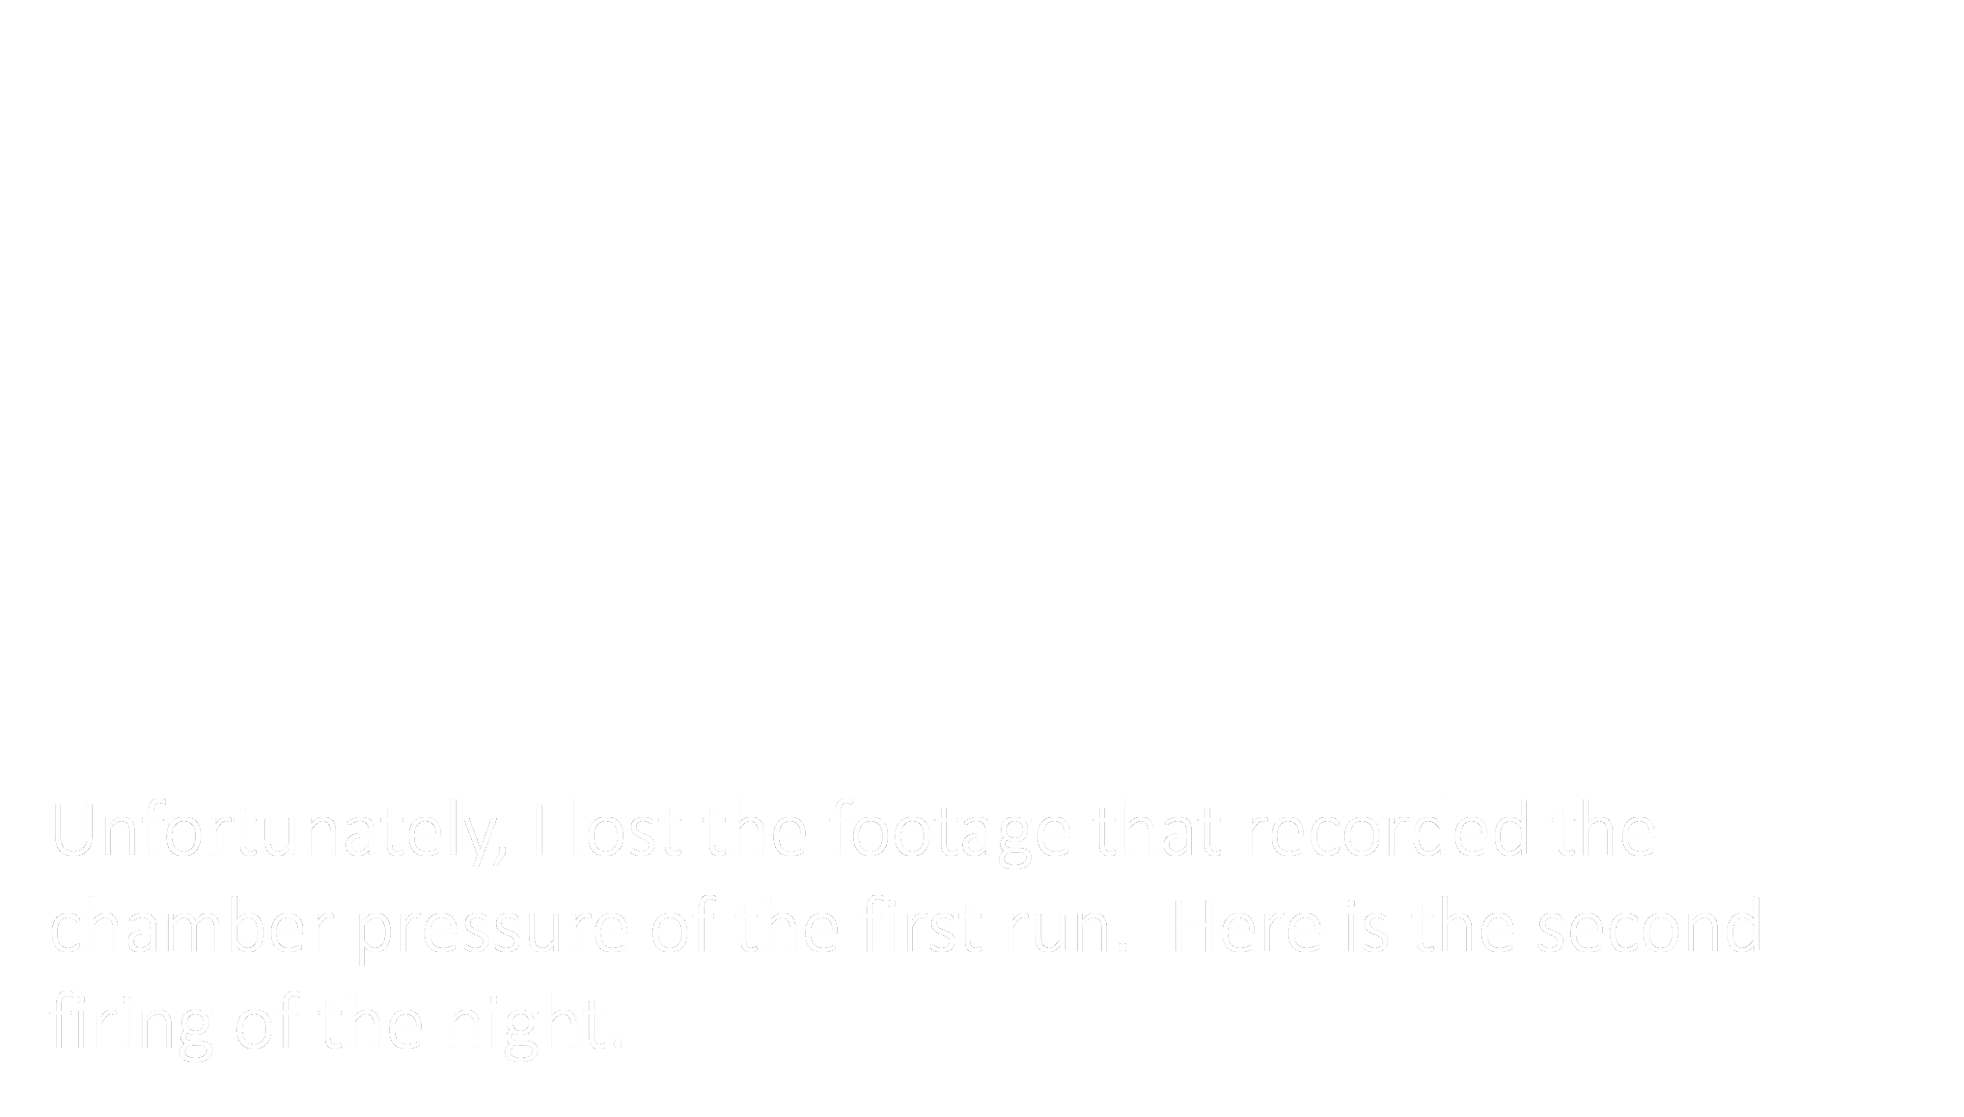 Unfortunately, I lost the footage that recorded the
chamber pressure of the first run.  Here is the second
firing of the night.